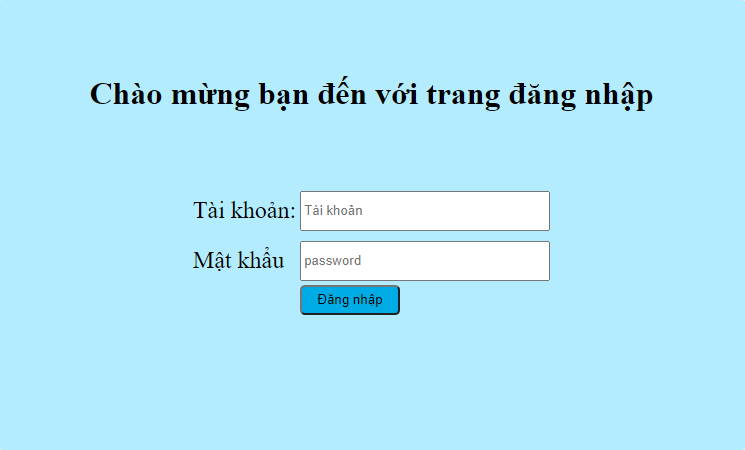 Chào mừng bạn đến với trang đăng nhập
Tài khoản: Tài khoản
Mật khẩu password
Đăng nhập